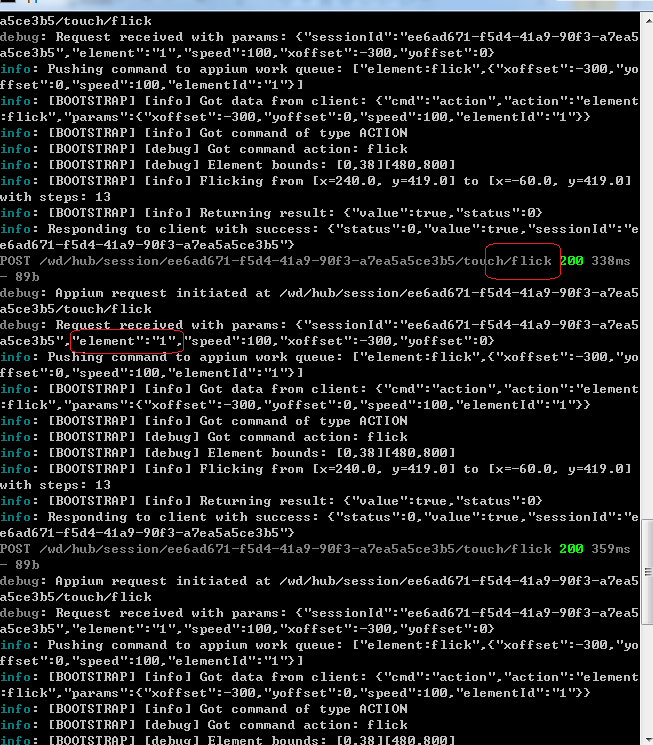 a5ce3b5/touch/flick
debug: Request received with params: {"sessionId":"ee6ad671-f5d4-41a9-90f3-a7ea5
a5ce3b5","element":"1","speed":100,"xoffset":-300,"yoffset":0}
info: Pushing command to appium work queue: ["element:flick",{"xoffset":-300,"yo
ffset":0,"speed":100,"elementId":"1"}]
info: [BOOTSTRAP] [info] Got data from client: {"cmd":"action","action":"element
:flick","params":{"xoffset":-300,"yoffset":0,"speed":100,"elementId":"1"}}
info: [BOOTSTRAP] [info] Got command of type ACTION
info: [BOOTSTRAP] [debug] Got command action: flick
info: [BOOTSTRAP] [debug] Element bounds: [0,38][480,800]
info: [BOOTSTRAP] [info] Flicking from [x=240.0, y=419.0] to [x=-60.0, y=419.0]
with steps: 13
info: [BOOTSTRAP] [info] Returning result: {"value":true,"status":0}
info: Responding to client with success: {"status":0,"value":true,"sessionId":"e
e6ad671-f5d4-41a9-90f3-a7ea5a5ce3b5"}
POST /wd/hub/session/ee6ad671-f5d4-41a9-90f3-a7ea5a5ce3b5/touch/flick 200 338ms
- 89b
debug: Appium request initiated at /wd/hub/session/ee6ad671-f5d4-41a9-90f3-a7ea5
a5ce3b5/touch/flick
debug: Request received with params: {"sessionId":"ee6ad671-f5d4-41a9-90f3-a7ea5
a5ce3b5","element":"1","speed":100,"xoffset":-300,"yoffset":0}
info: Pushing command to appium work queue: ["element:flick",{"xoffset":-300,"yo
ffset":0,"speed":100,"elementId":"1"}]
info: [BOOTSTRAP] [info] Got data from client: {"cmd":"action","action":"element
:flick","params":{"xoffset":-300,"yoffset":0,"speed":100,"elementId":"1"}}
info: [BOOTSTRAP] [info] Got command of type ACTION
info: [BOOTSTRAP] [debug] Got command action: flick
info: [BOOTSTRAP] [debug] Element bounds: [0,38][480,800]
info: [BOOTSTRAP] [info] Flicking from [x=240.0, y=419.0] to [x=-60.0, y=419.0]
with steps: 13
info: [BOOTSTRAP] [info] Returning result: {"value":true,"status":0}
info: Responding to client with success: {"status":0,"value":true,"sessionId":"e
e6ad671-f5d4-41a9-90f3-a7ea5a5ce3b5"}
POST /wd/hub/session/ee6ad671-f5d4-41a9-90f3-a7ea5a5ce3b5/touch/flick 200 359ms
- 89b
debug: Appium request initiated at /wd/hub/session/ee6ad671-f5d4-41a9-90f3-a7ea5
a5ce3b5/touch/flick
debug: Request received with params: {"sessionId":"ee6ad671-f5d4-41a9-90f3-a7ea5
a5ce3b5","element":"1","speed":100,"xoffset":-300,"yoffset":0}
info: Pushing command to appium work queue: ["element:flick",{"xoffset":-300,"yo
ffset":0,"speed":100,"elementId":"1"}]
info: [BOOTSTRAP] [info] Got data from client: {"cmd":"action","action":"element
:flick","params":{"xoffset":-300,"yoffset":0,"speed":100,"elementId":"1"}}
info: [BOOTSTRAP] [info] Got command of type ACTION
info: [BOOTSTRAP] [debug] Got command action: flick
info: [BOOTSTRAP] [debug] Element bounds: [0,38][480,800]